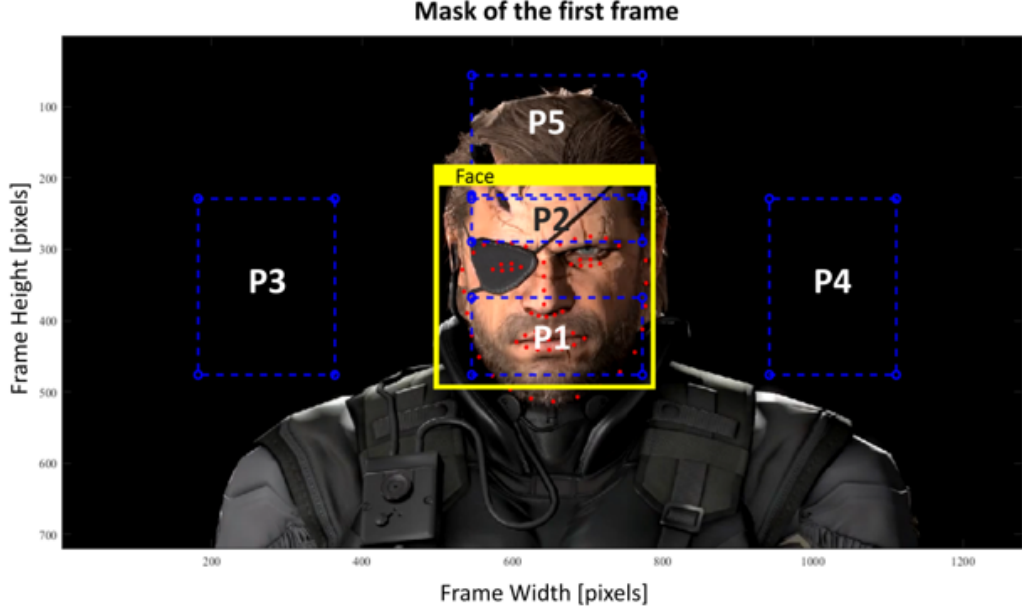 Mask of the first frame
Frame Height [pixels]
100
200
300
400
500
600
700
P5
Face
P2
P3
P4
P1
200
400
600
800
1000
1200
Frame Width [pixels]